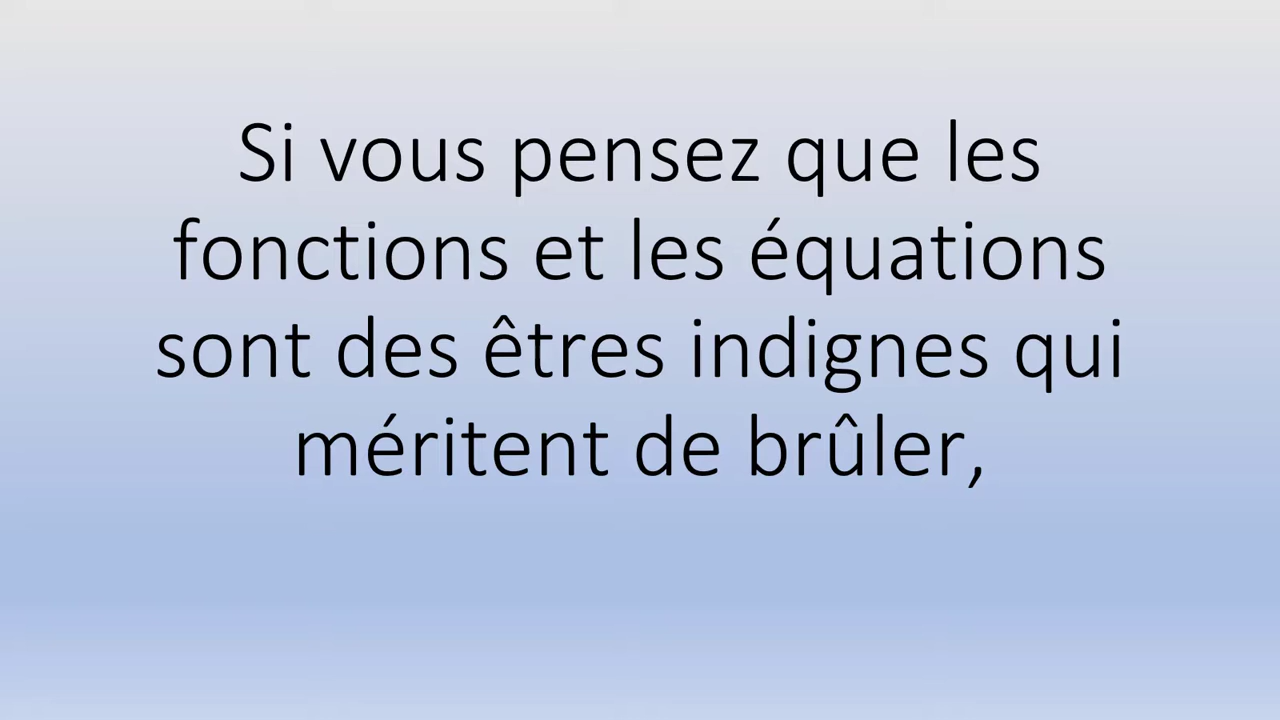 Si vous pensez que les
fonctions et les équations
sont des êtres indignes qui
méritent de brûler,